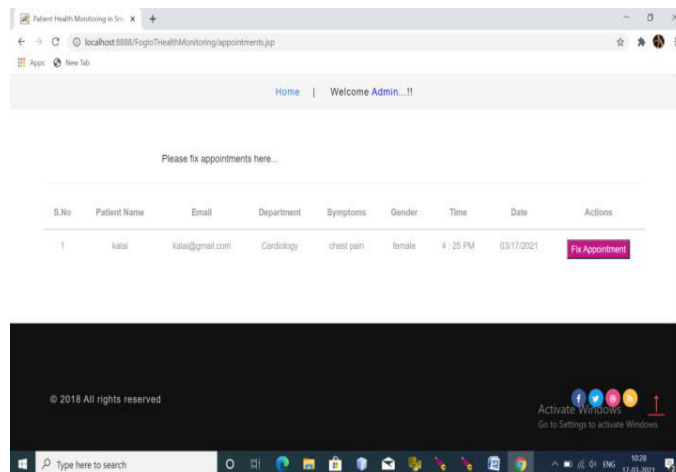 Patient Health Monitoring in Sm
localhost:8888/FogIoTHealthMonitoring/appointments.jsp
Apps New Tab
Home | Welcome Admin...!!
Please fix appointments here...
S.No Patient Name Email Department Symptoms Gender Time Date Actions
1 kalai kalai@gmail.com Cardiology chest pain female 4 : 25 PM 03/17/2021 Fix Appointment
© 2018 All rights reserved
Activate Windows
Go to Settings to activate Windows.
Type here to search
ENG
10:28
17-03-2021